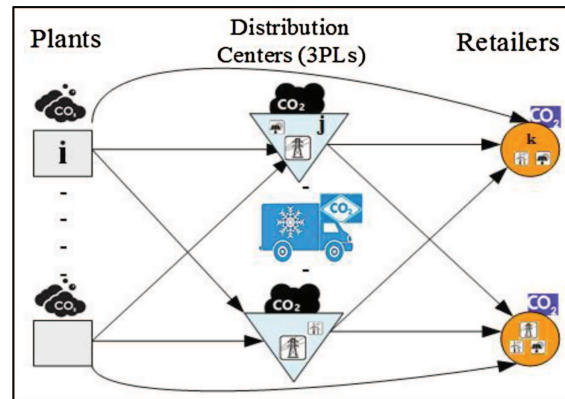 Plants
Distribution
Centers (3PLs)
Retailers
CO₂
CO₂
CO₂
i
j
k
CO₂
CO₂
CO₂
CO₂